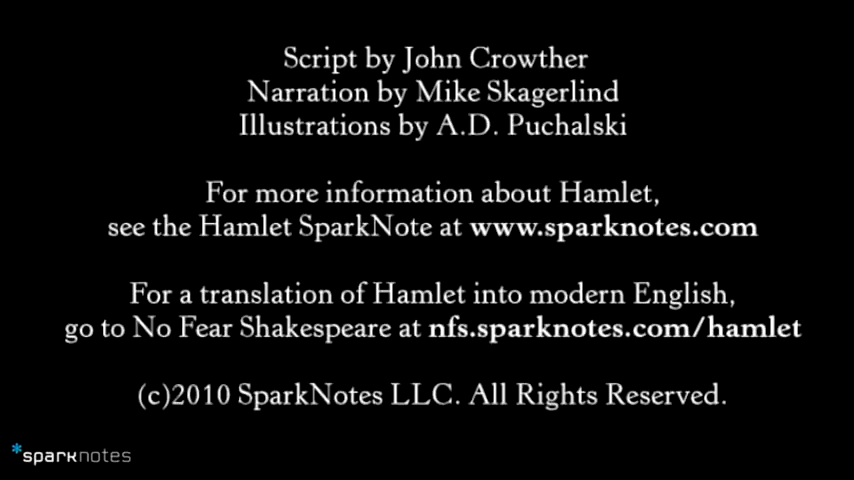 Script by John Crowther
Narration by Mike Skagerlind
Illustrations by A.D. Puchalski
For more information about Hamlet,
see the Hamlet SparkNote at www.sparknotes.com
For a translation of Hamlet into modern English,
go to No Fear Shakespeare at nfs.sparknotes.com/hamlet
(c)2010 SparkNotes LLC. All Rights Reserved.
*sparknotes